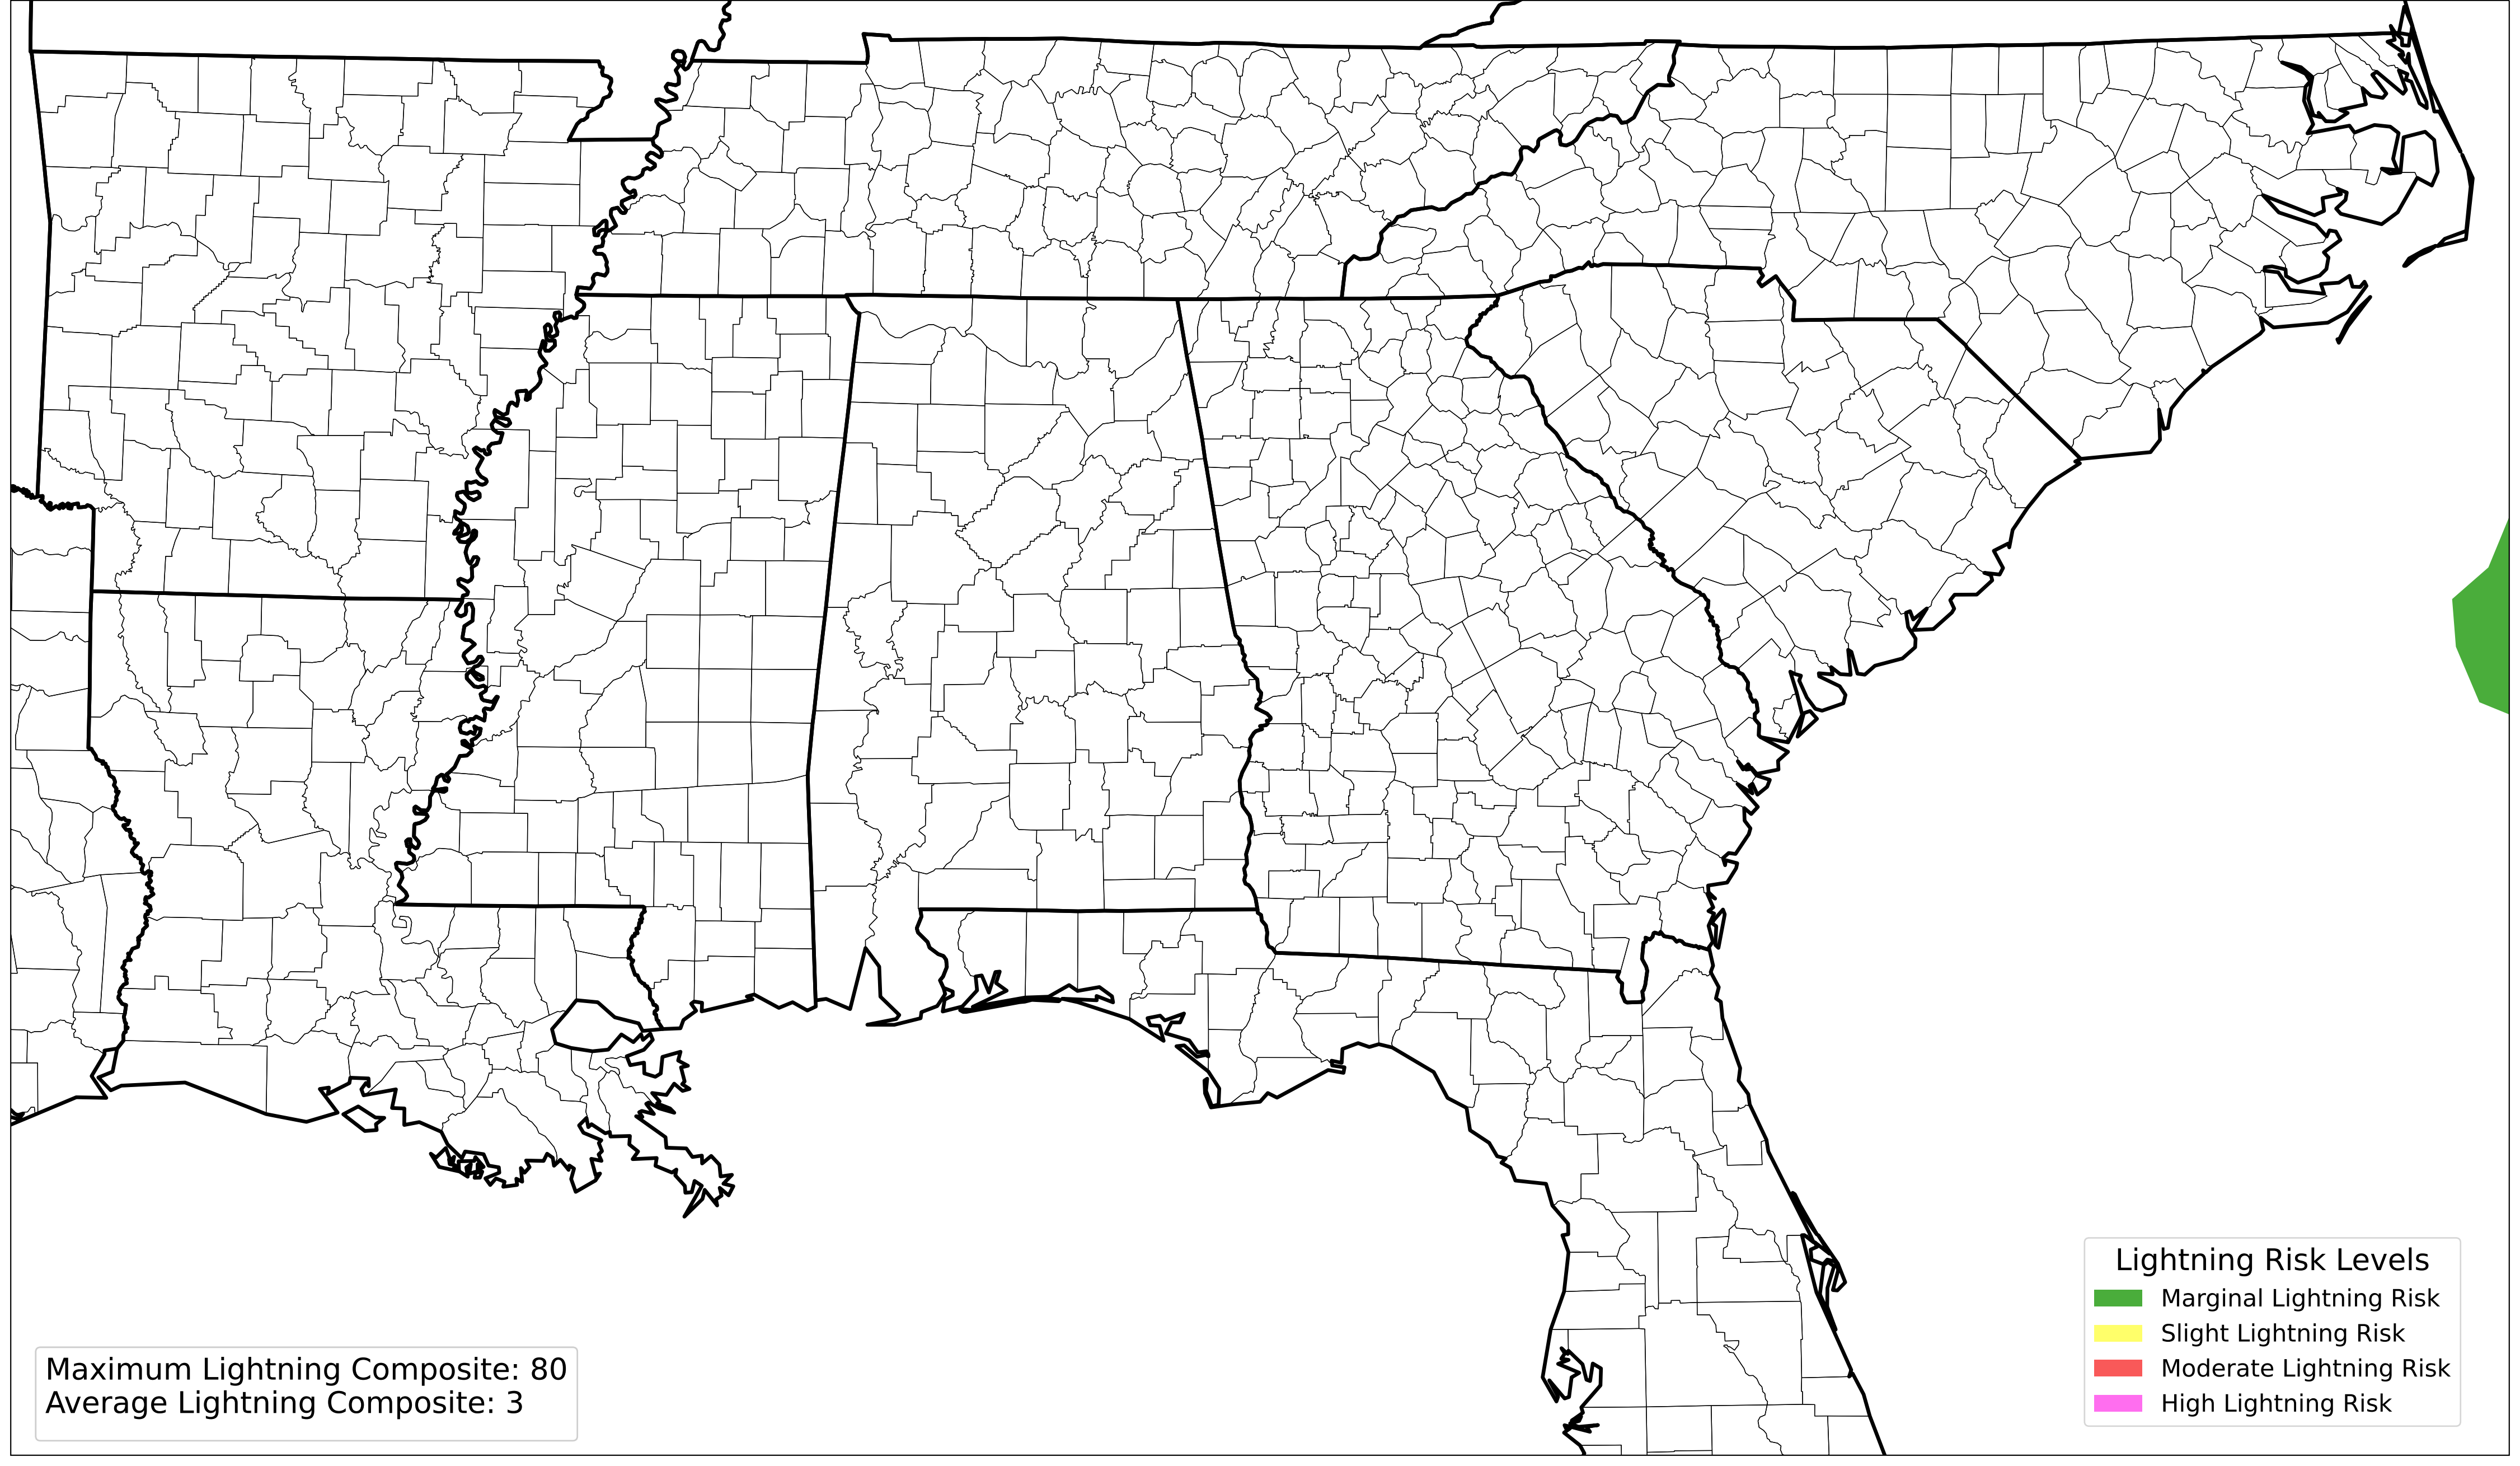 Maximum Lightning Composite: 80
Average Lightning Composite: 3
Lightning Risk Levels
Marginal Lightning Risk
Slight Lightning Risk
Moderate Lightning Risk
High Lightning Risk